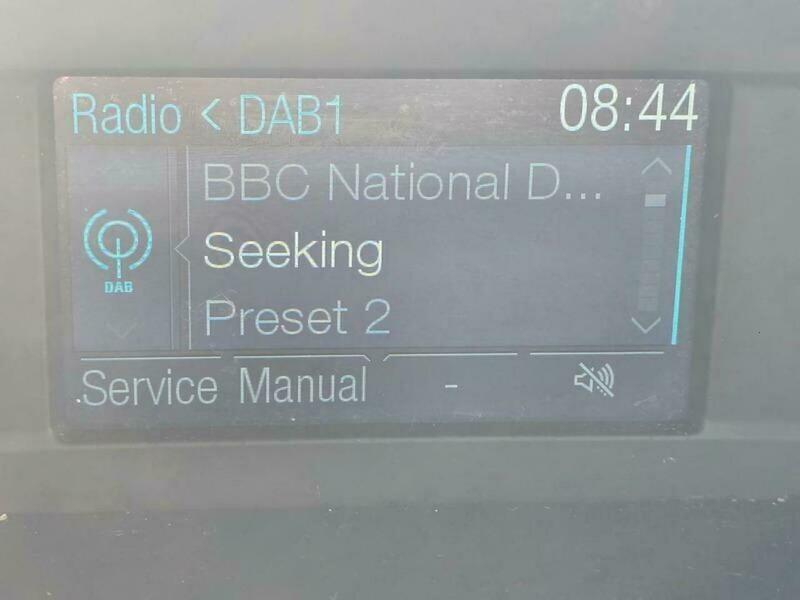 Radio < DAB1 08:44
BBC National D...
Seeking
DAB
Preset 2
Service Manual -